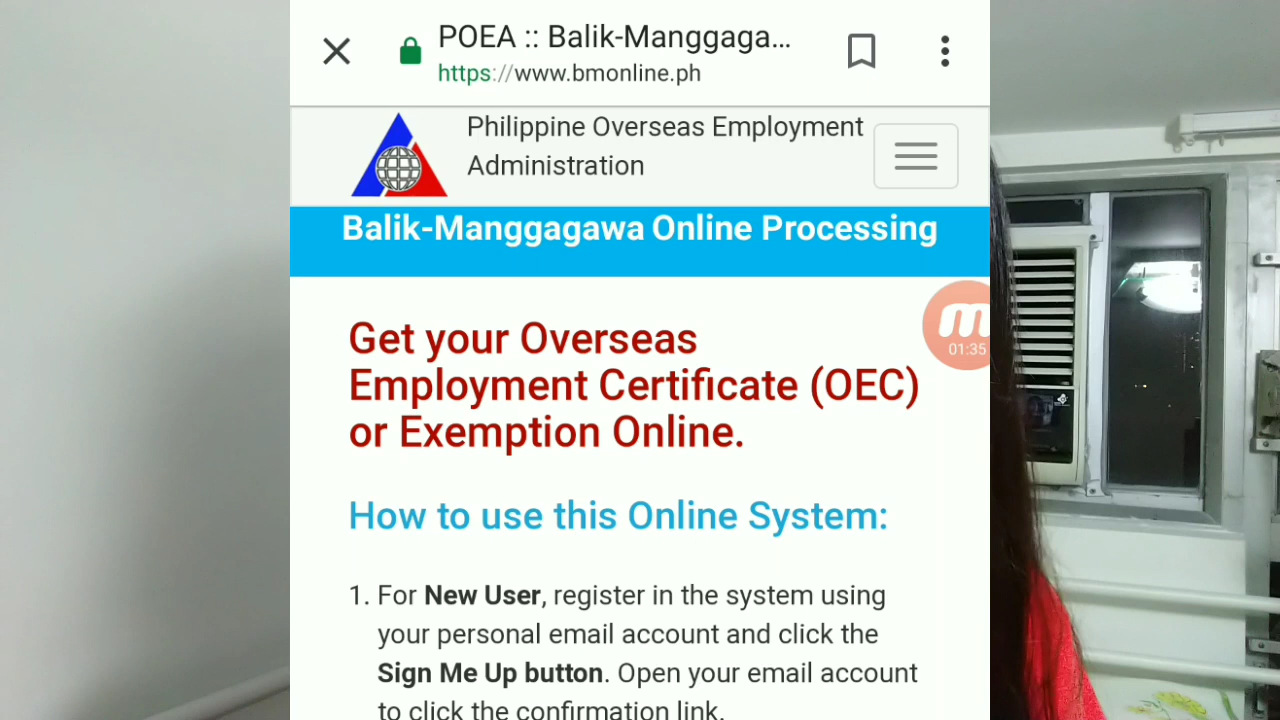 POEA :: Balik-Manggaga...
https://www.bmonline.ph
Philippine Overseas Employment
Administration
Balik-Manggagawa Online Processing
Get your Overseas
Employment Certificate (OEC)
or Exemption Online.
01:35
How to use this Online System:
1. For New User, register in the system using
your personal email account and click the
Sign Me Up button. Open your email account
to click the confirmation link.